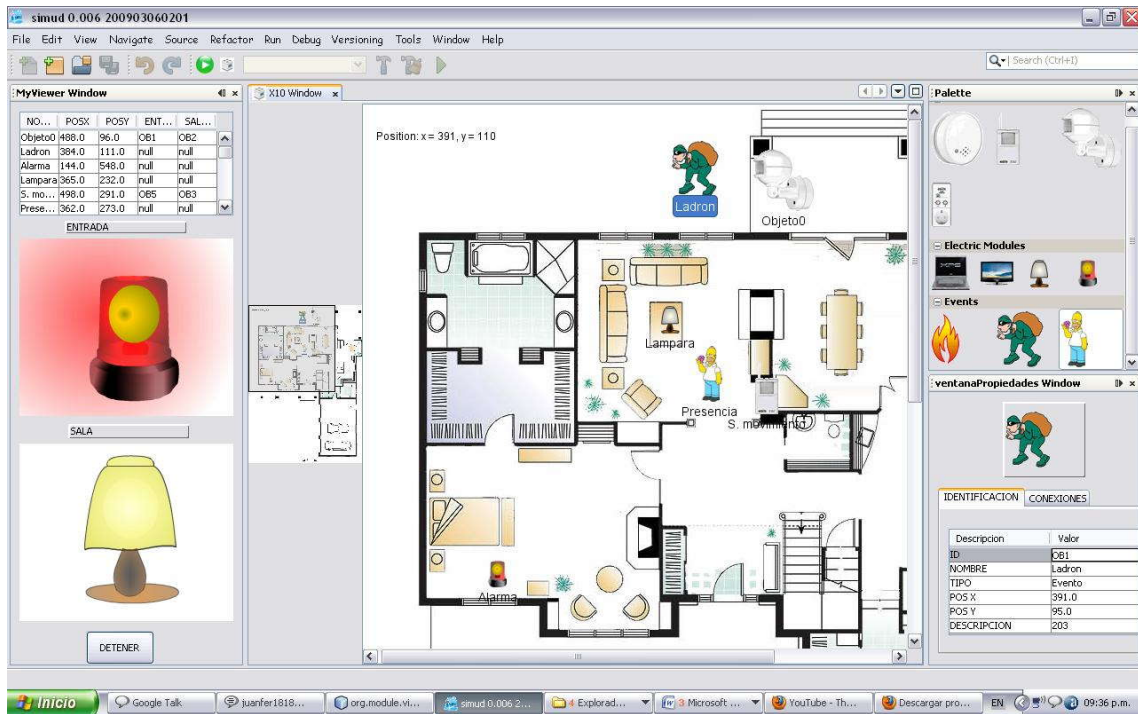 simud 0.006 200903060201
File Edit View Navigate Source Refactor Run Debug Versioning Tools Window Help
Search (Ctrl+I)
MyViewer Window
NO... POSX POSY ENT... SAL...
Objeto0 488.0 96.0 OB1 OB2
Ladron 384.0 111.0 null null
Alarma 144.0 548.0 null null
Lampara 365.0 232.0 null null
S. mo... 498.0 291.0 OB5 OB3
Prese... 362.0 273.0 null null
ENTRADA
SALA
DETENER
X10 Window
Position: x = 391, y = 110
Ladron
Objeto0
Lampara
Presencia
S. movimiento
Alarma
Palette
Electric Modules
Events
ventanaPropiedades Window
IDENTIFICACION CONEXIONES
Descripcion Valor
ID OB1
NOMBRE Ladron
TIPO Evento
POS X 391.0
POS Y 95.0
DESCRIPCION 203
Inicio Google Talk juanfer1818... org.module.vi... simud 0.006 2... 4 Explorad... 3 Microsoft ... YouTube - Th... Descargar pro... EN 09:36 p.m.